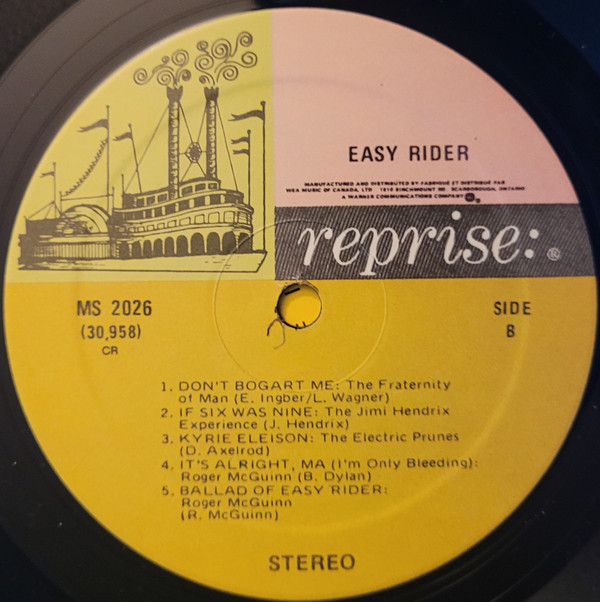 EASY RIDER
MANUFACTURED AND DISTRIBUTED BY FABRIQUÉ ET DISTRIBUÉ PAR
WEA MUSIC OF CANADA, LTD 1810 BIRCHMOUNT RD. SCARBOROUGH, ONTARIO
A WARNER COMMUNICATIONS COMPANY
reprise: ®
MS 2026
(30,958)
CR
SIDE
B
1. DON'T BOGART ME: The Fraternity
of Man (E. Ingber/L. Wagner)
2. IF SIX WAS NINE: The Jimi Hendrix
Experience (J. Hendrix)
3. KYRIE ELEISON: The Electric Prunes
(D. Axelrod)
4. IT'S ALRIGHT, MA (I'm Only Bleeding):
Roger McGuinn (B. Dylan)
5. BALLAD OF EASY RIDER:
Roger McGuinn
(R. McGuinn)
STEREO